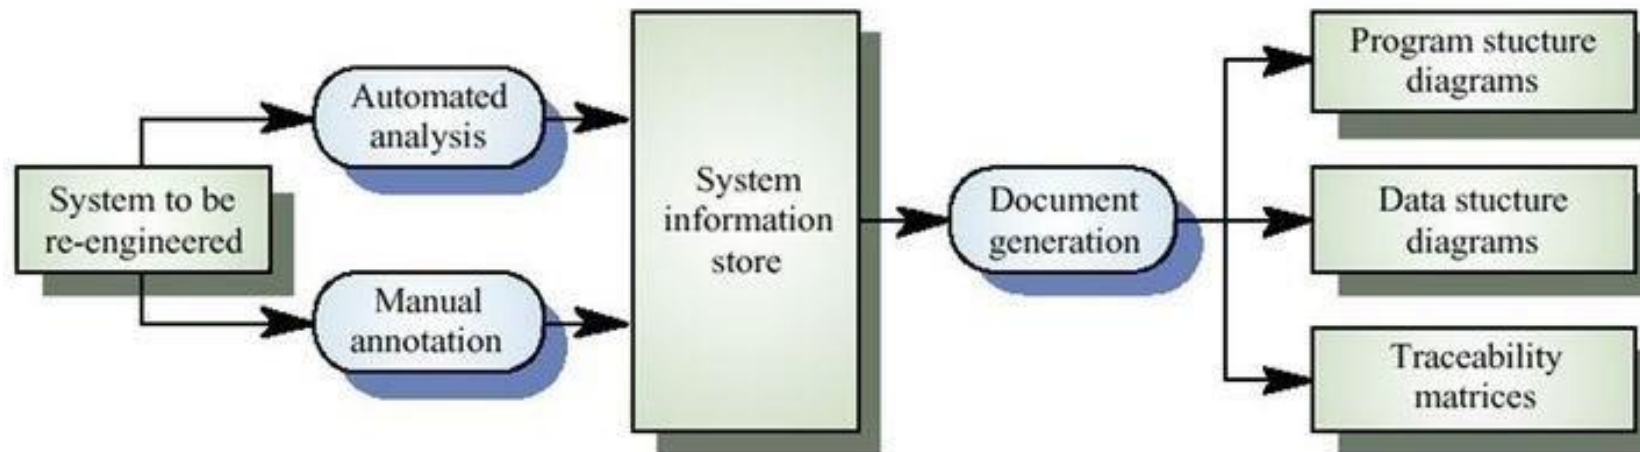 System to be
re-engineered
Automated
analysis
Manual
annotation
System
information
store
Document
generation
Program stucture
diagrams
Data stucture
diagrams
Traceability
matrices